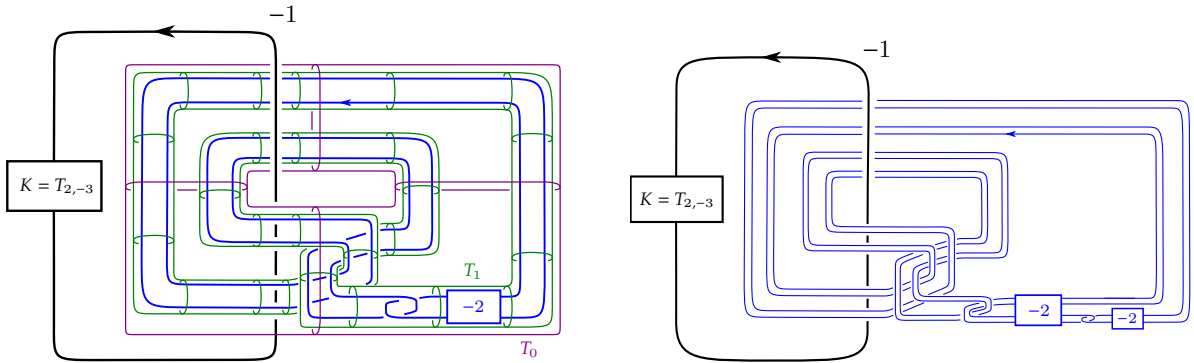 −1
K = T₂,₋₃
T₁
−2
T₀
−1
K = T₂,₋₃
−2
−2